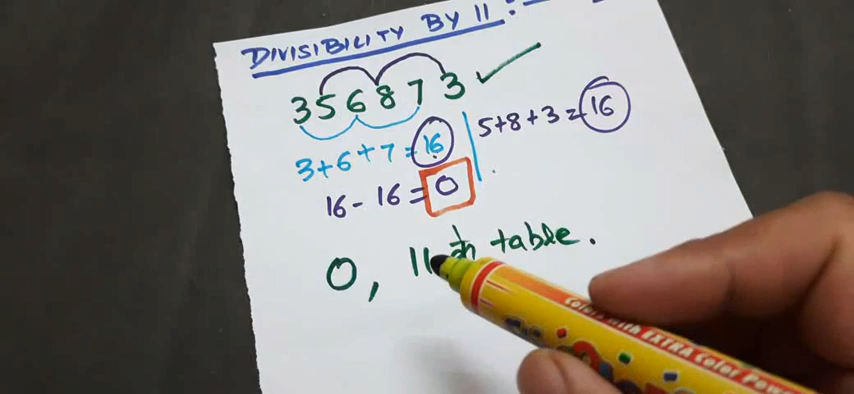 DIVISIBILITY BY 11:
356873 ✓
3+6+7=16
5+8+3=16
16-16=0
0, 11th table.
Colors with EXTRA Color Power